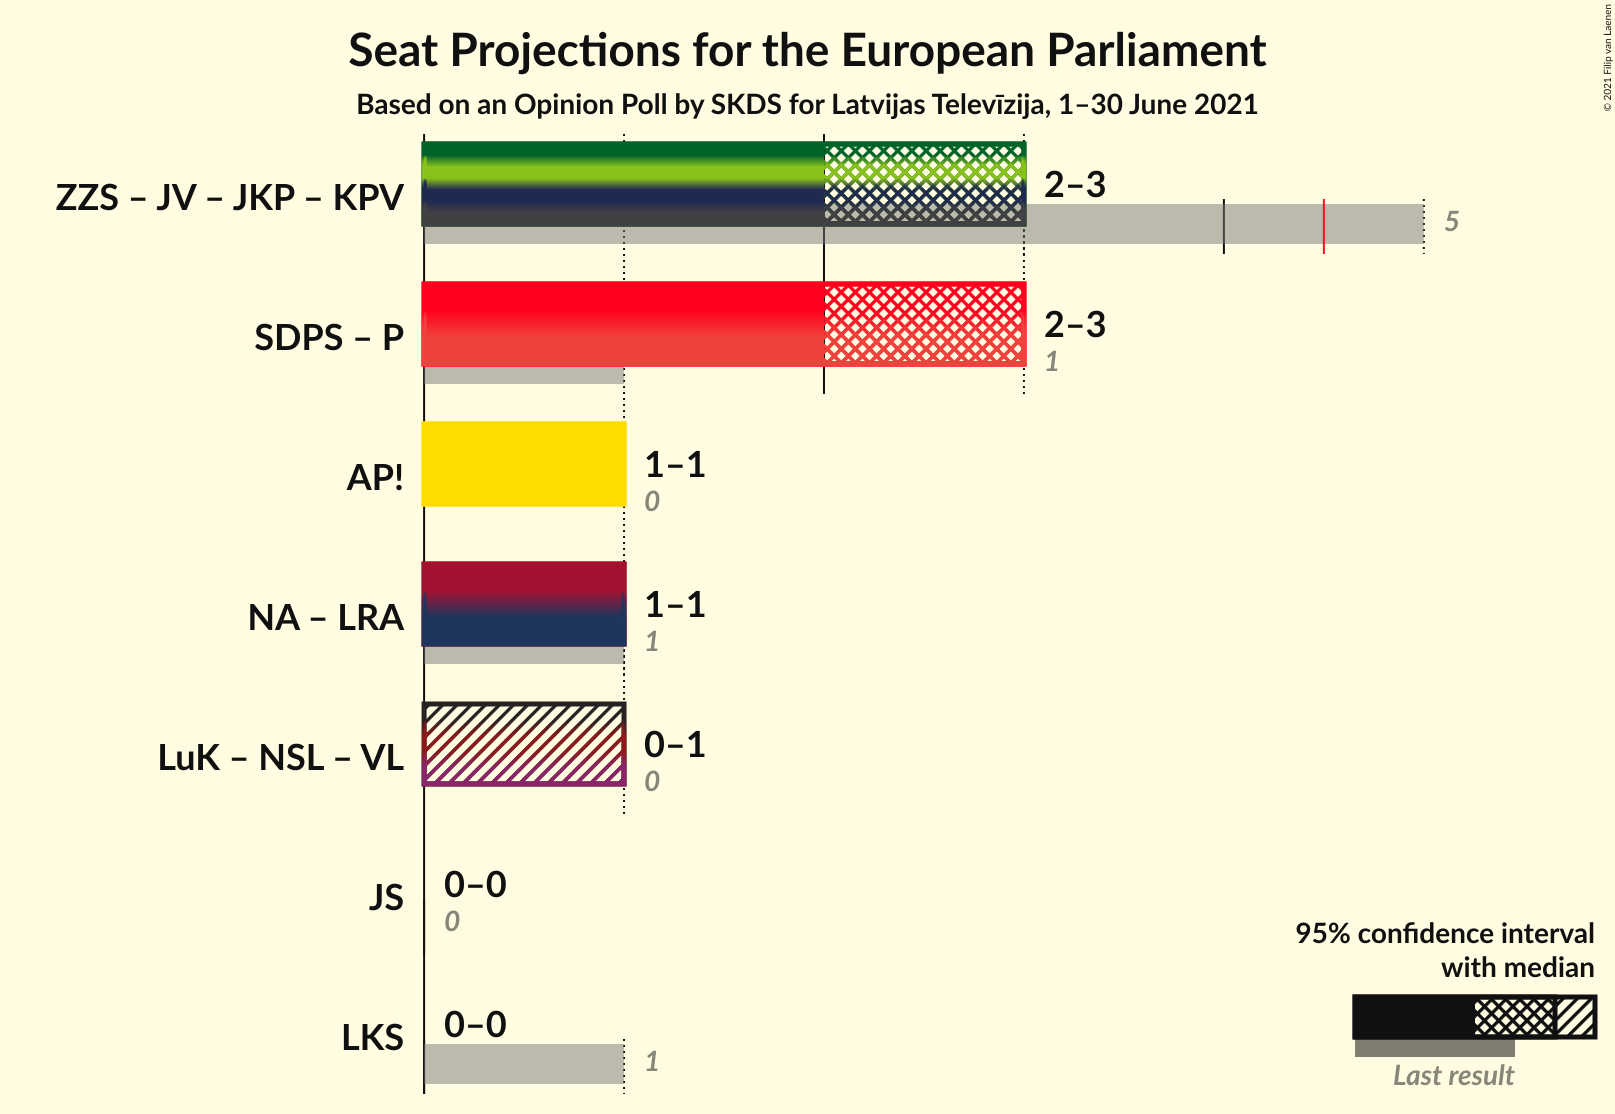 Seat Projections for the European Parliament
Based on an Opinion Poll by SKDS for Latvijas Televīzija, 1–30 June 2021
© 2021 Filip van Laenen
ZZS – JV – JKP – KPV
2–3
5
SDPS – P
2–3
1
AP!
1–1
0
NA – LRA
1–1
1
LuK – NSL – VL
0–1
0
JS
0–0
0
LKS
0–0
1
95% confidence interval
with median
Last result